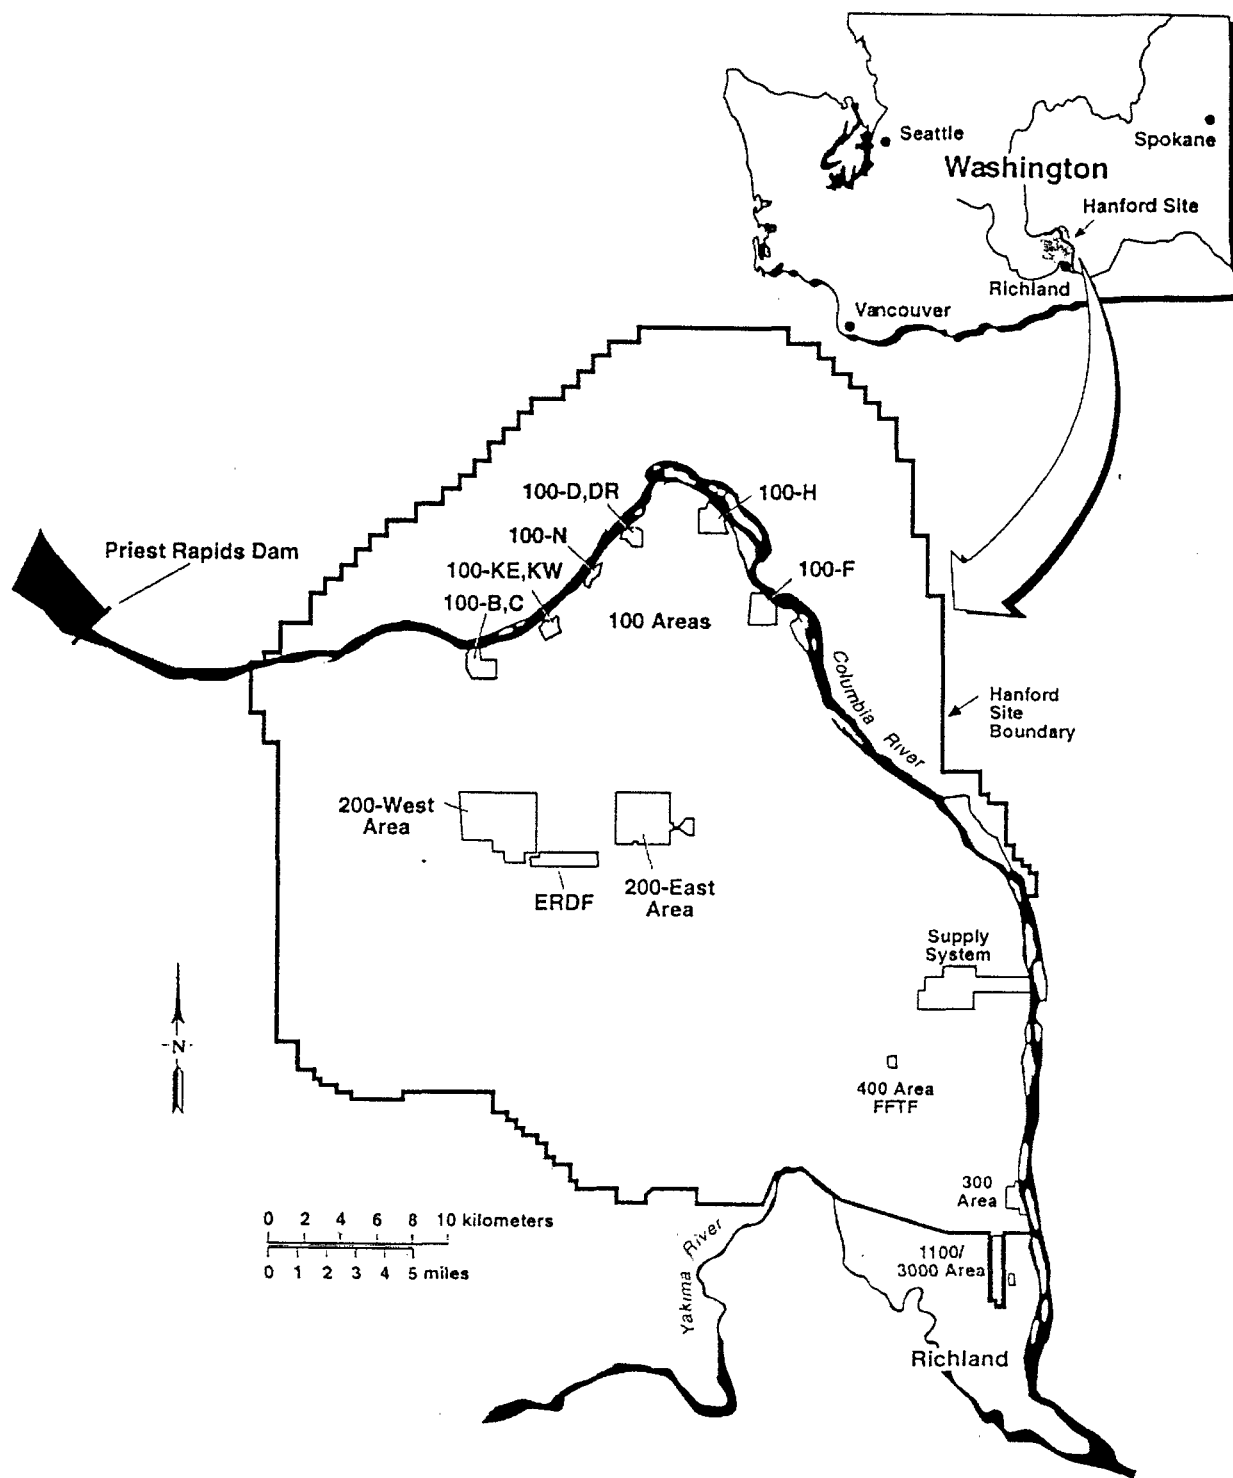 Seattle
Spokane
Washington
Hanford Site
Richland
Vancouver
100-D,DR
100-H
100-N
Priest Rapids Dam
100-KE,KW
100-F
100-B,C
100 Areas
Columbia River
Hanford
Site
Boundary
200-West
Area
200-East
Area
ERDF
Supply
System
N
400 Area
FFTF
300
Area
0 2 4 6 8 10 kilometers
0 1 2 3 4 5 miles
Yakima River
1100/
3000 Area
Richland